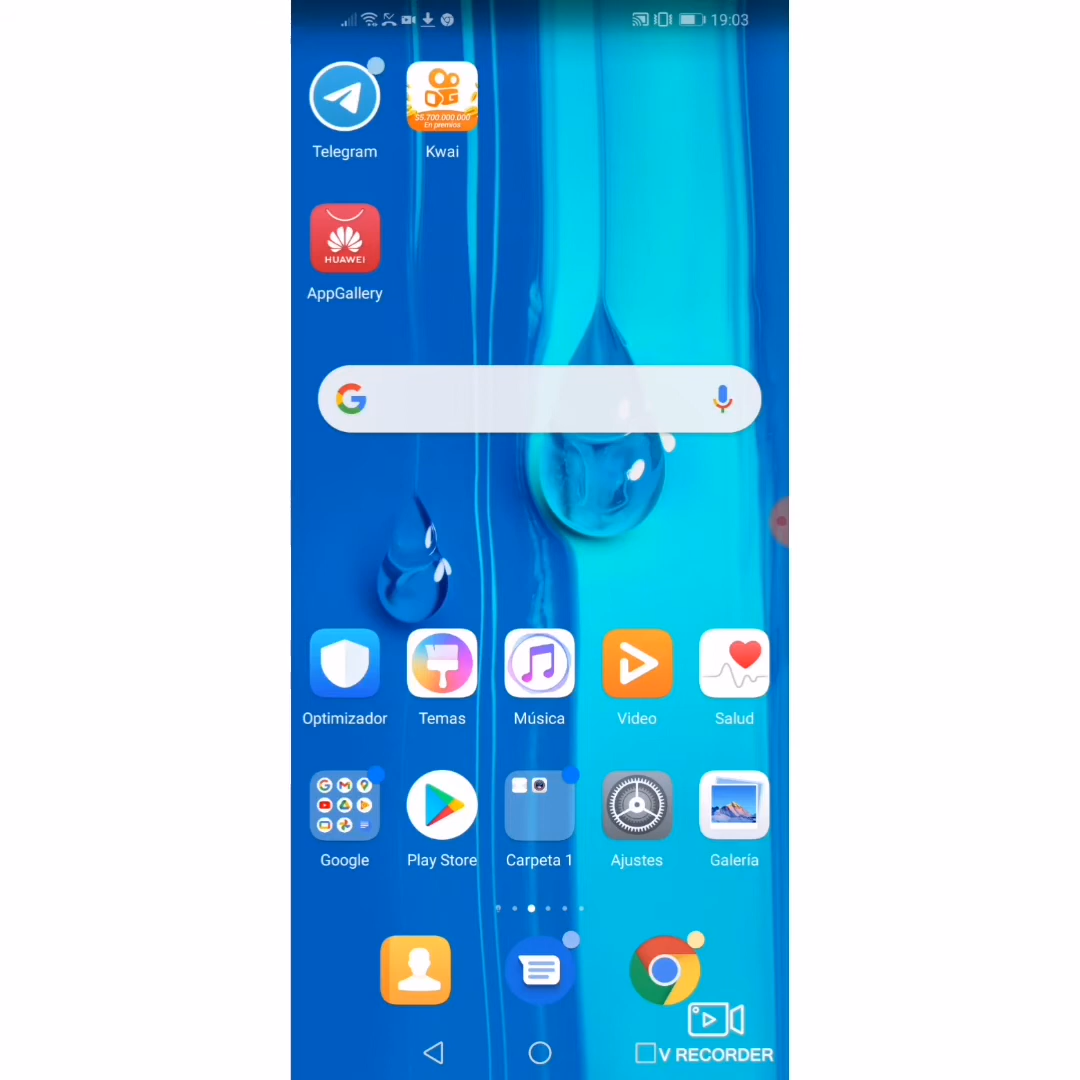 19:03
$5.700.000.000
En premios
Telegram
Kwai
HUAWEI
AppGallery
Optimizador
Temas
Música
Video
Salud
Google
Play Store
Carpeta 1
Ajustes
Galería
V RECORDER